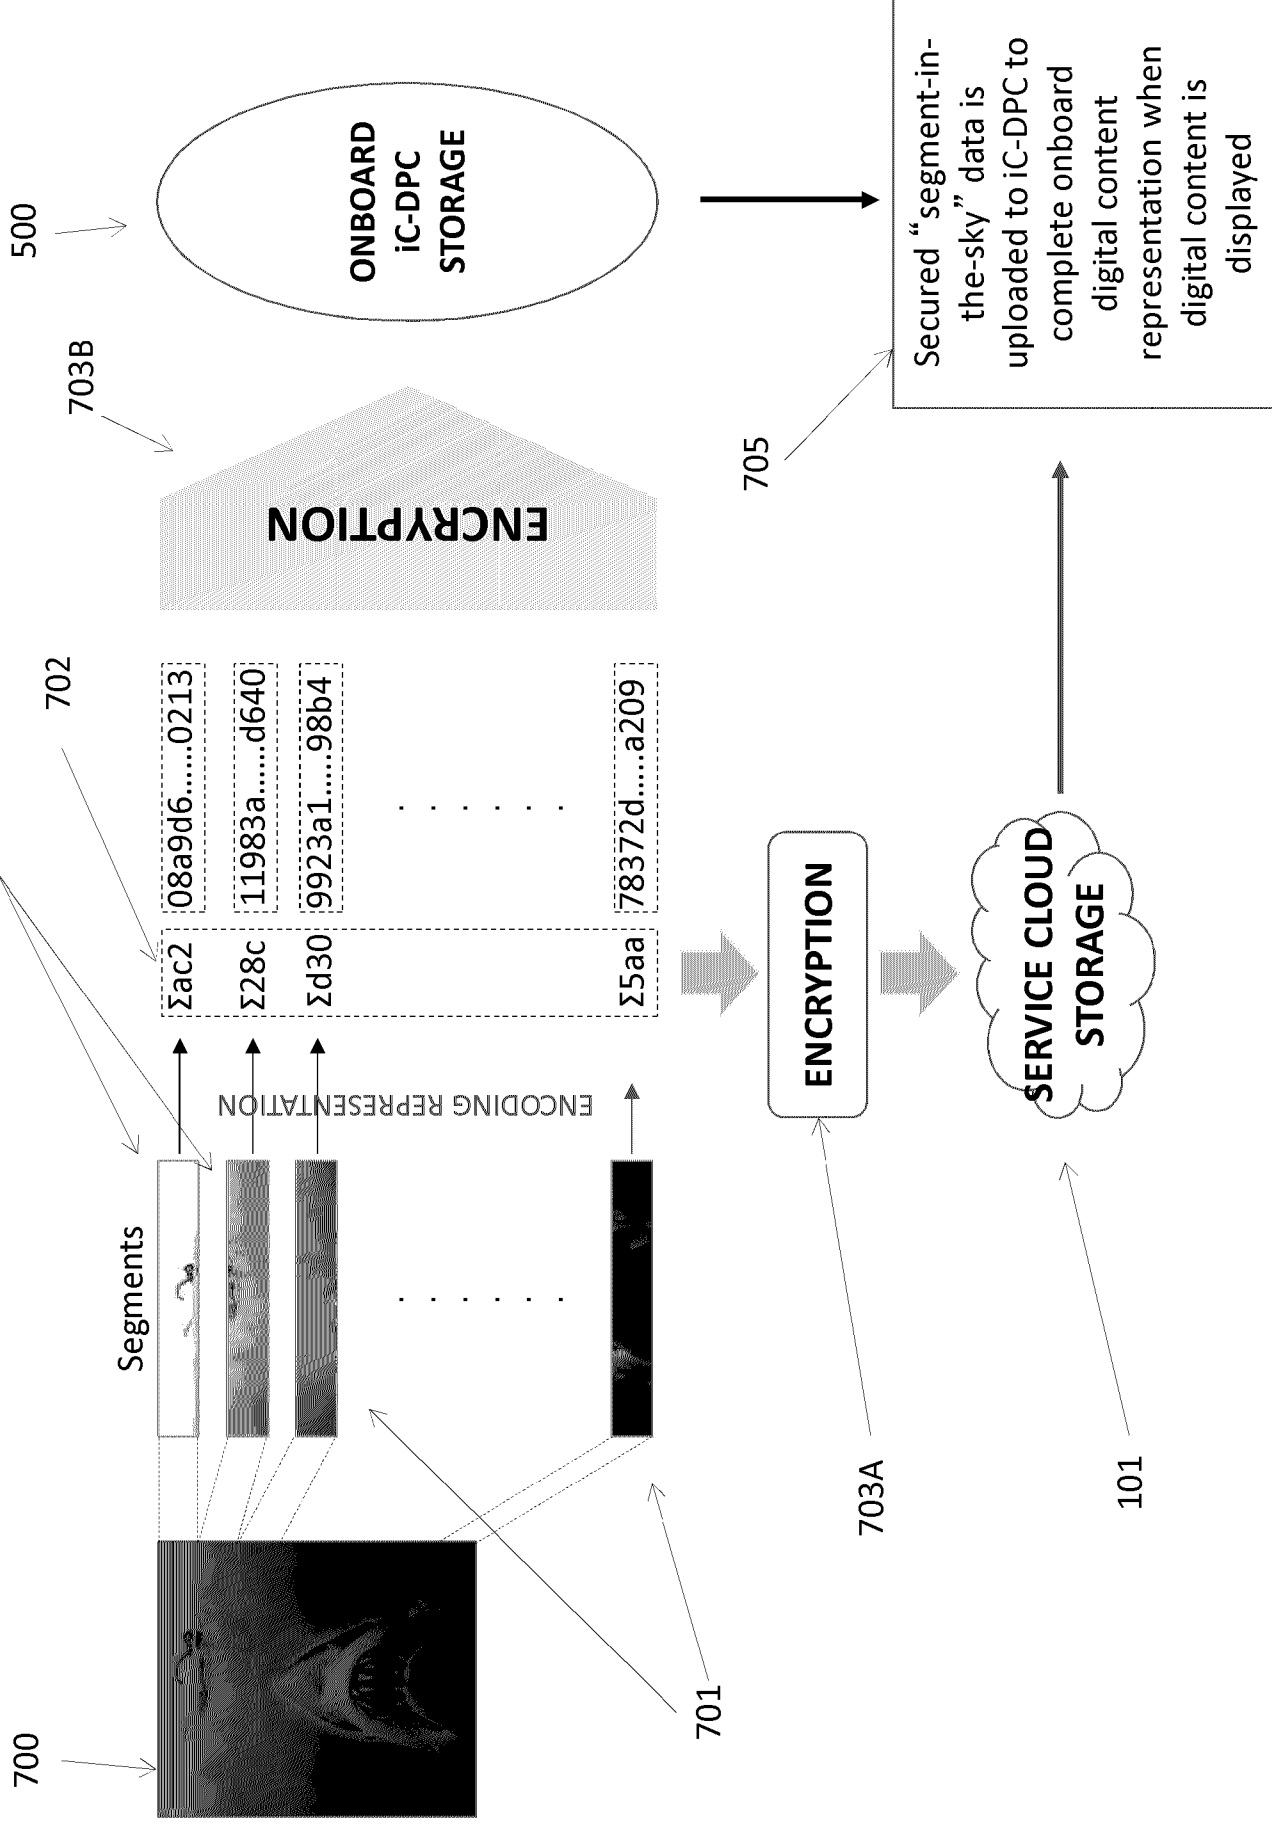 700
Segments
701
ENCODING REPRESENTATION
702
Σac2
08a9d6.....0213
Σ28c
11983a.....d640
Σd30
9923a1.....98b4
. . . . . .
. . . . . .
Σ5aa
78372d.....a209
703B
ENCRYPTION
500
ONBOARD
iC-DPC
STORAGE
703A
ENCRYPTION
101
SERVICE CLOUD
STORAGE
705
Secured “segment-in-
the-sky” data is
uploaded to iC-DPC to
complete onboard
digital content
representation when
digital content is
displayed